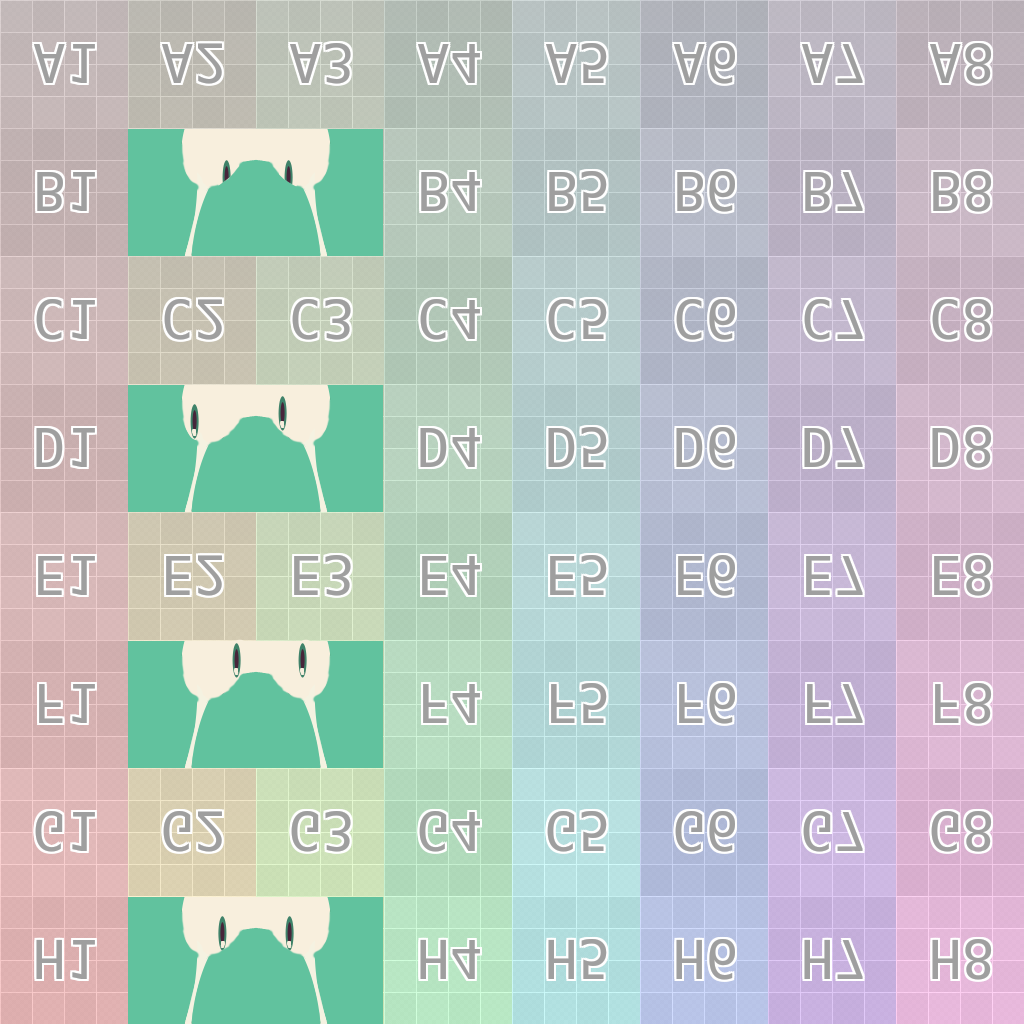 A1 A2 A3 A4 A5 A6 A7 A8
B1 B4 B5 B6 B7 B8
C1 C2 C3 C4 C5 C6 C7 C8
D1 D4 D5 D6 D7 D8
E1 E2 E3 E4 E5 E6 E7 E8
F1 F4 F5 F6 F7 F8
G1 G2 G3 G4 G5 G6 G7 G8
H1 H4 H5 H6 H7 H8